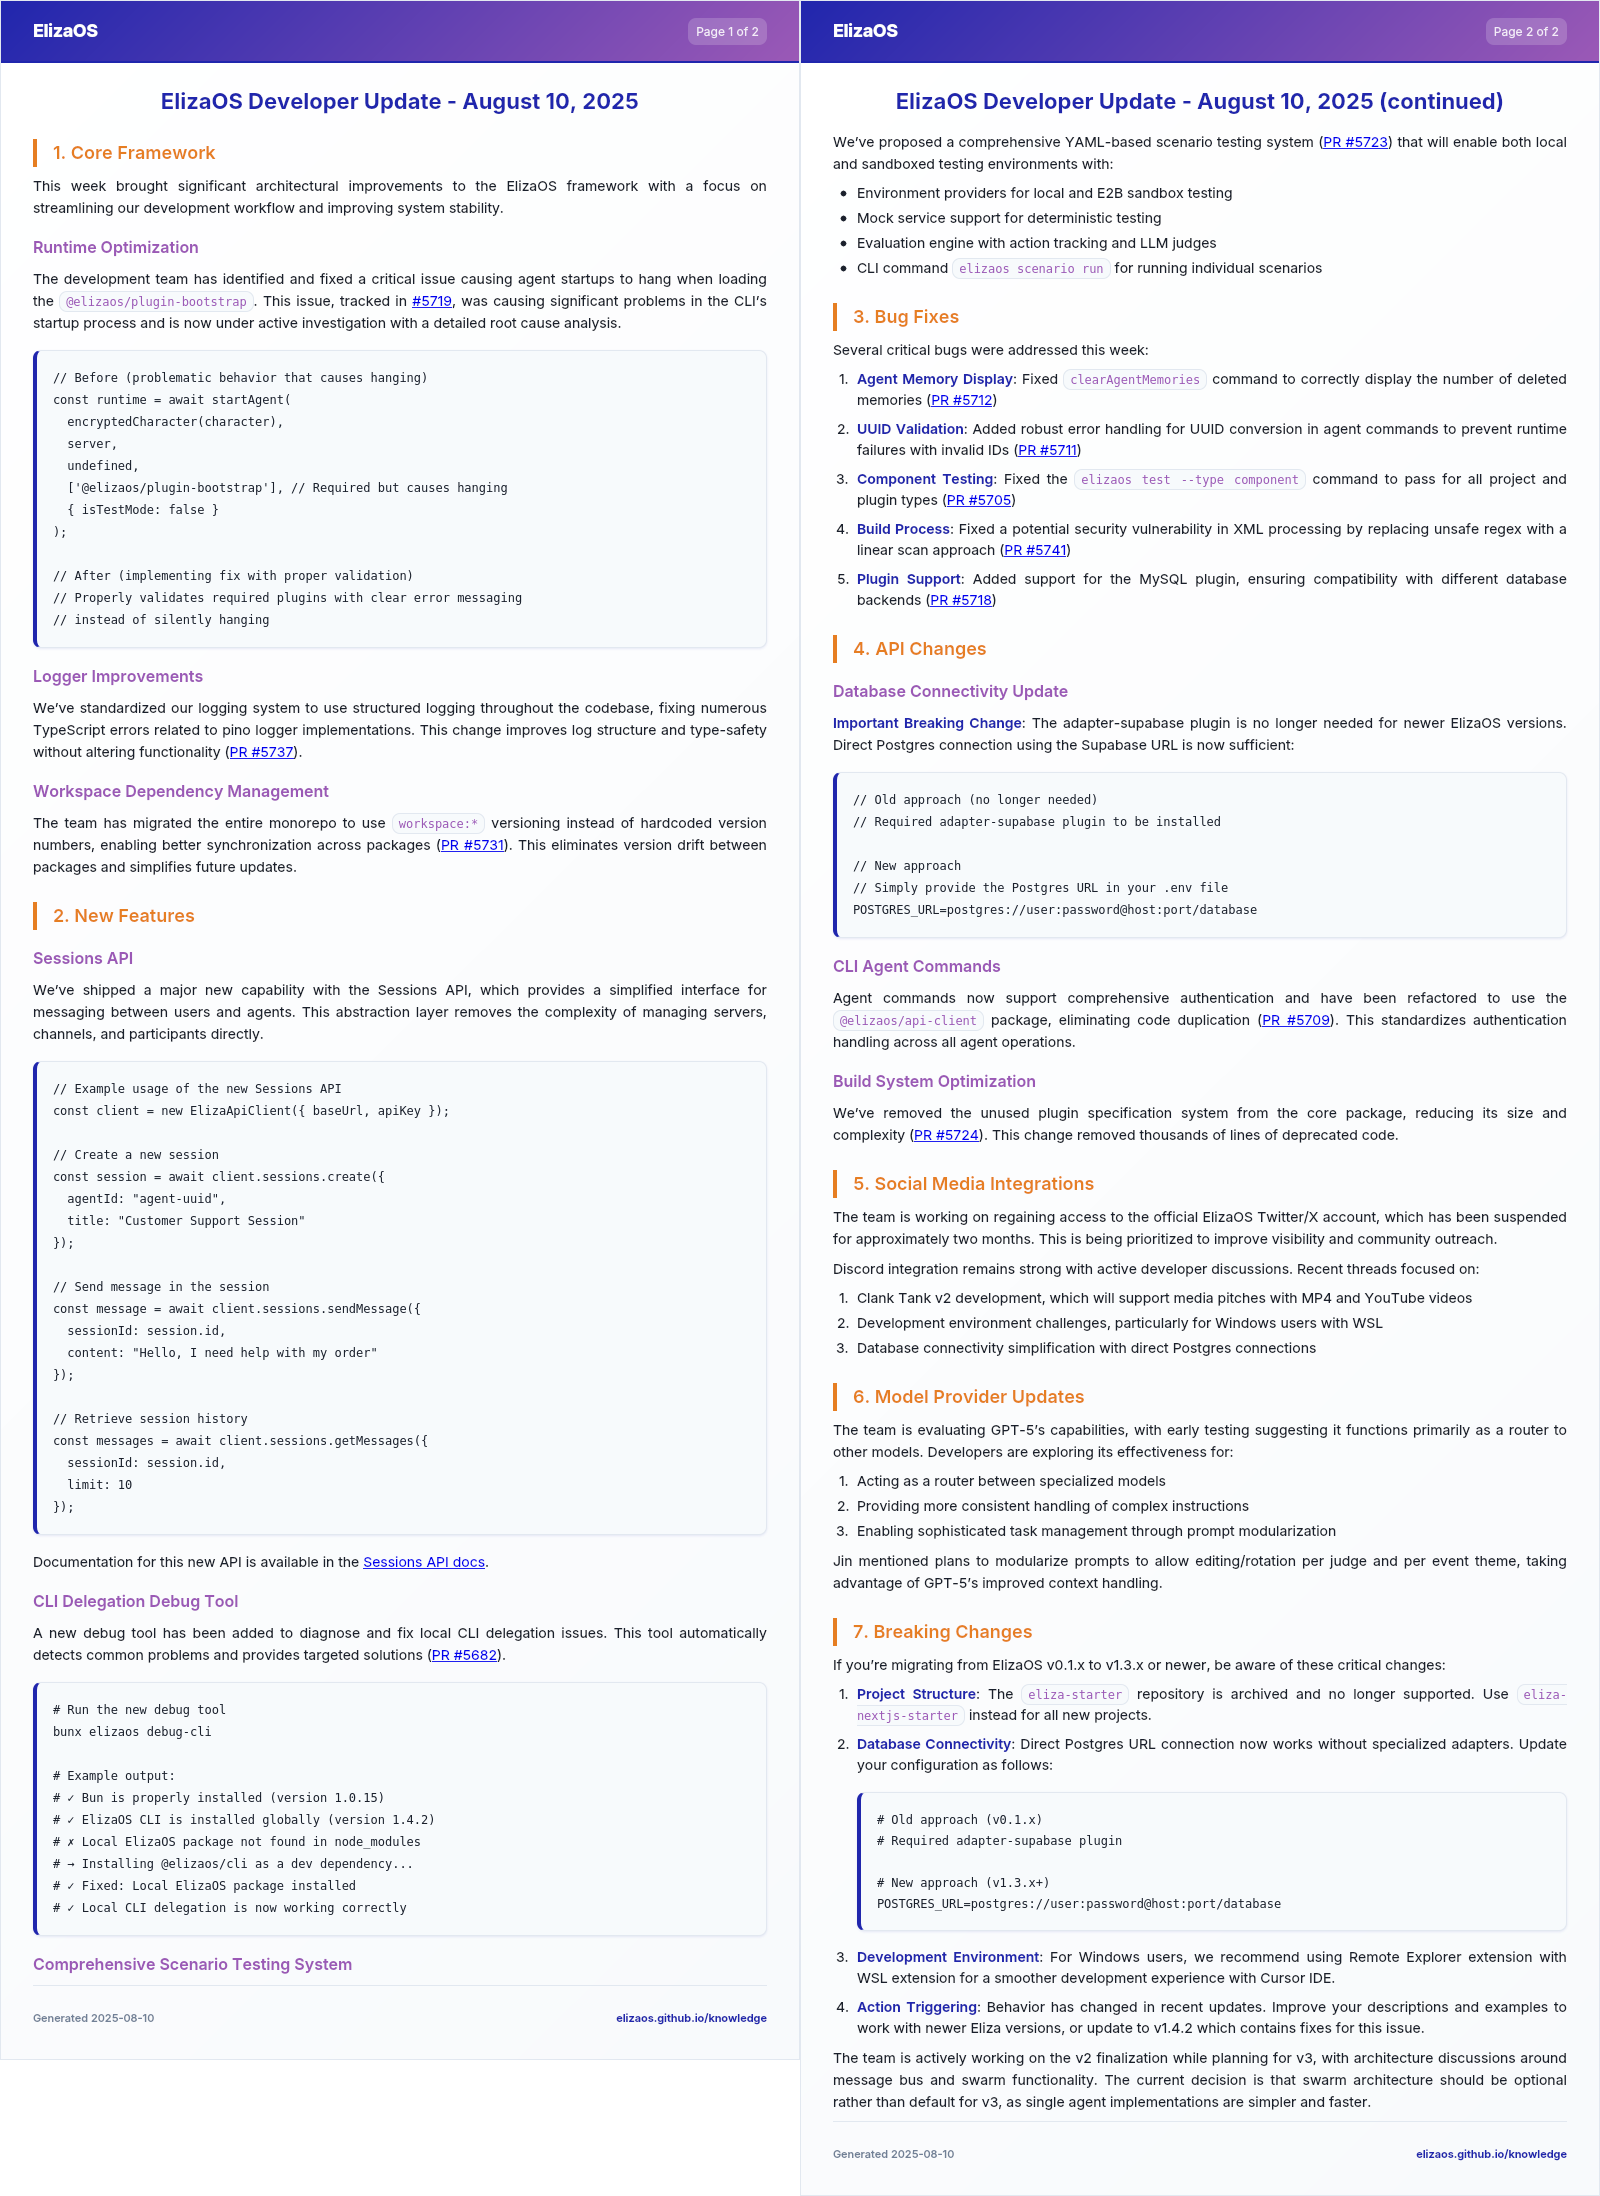 ElizaOS
Page 1 of 2
ElizaOS Developer Update - August 10, 2025
1. Core Framework
This week brought significant architectural improvements to the ElizaOS framework with a focus on
streamlining our development workflow and improving system stability.
Runtime Optimization
The development team has identified and fixed a critical issue causing agent startups to hang when loading
the @elizaos/plugin-bootstrap. This issue, tracked in #5719, was causing significant problems in the CLI's
startup process and is now under active investigation with a detailed root cause analysis.
// Before (problematic behavior that causes hanging)
const runtime = await startAgent(
  encryptedCharacter(character),
  server,
  undefined,
  ['@elizaos/plugin-bootstrap'], // Required but causes hanging
  { isTestMode: false }
);
// After (implementing fix with proper validation)
// Properly validates required plugins with clear error messaging
// instead of silently hanging
Logger Improvements
We've standardized our logging system to use structured logging throughout the codebase, fixing numerous
TypeScript errors related to pino logger implementations. This change improves log structure and type-safety
without altering functionality (PR #5737).
Workspace Dependency Management
The team has migrated the entire monorepo to use workspace:* versioning instead of hardcoded version
numbers, enabling better synchronization across packages (PR #5731). This eliminates version drift between
packages and simplifies future updates.
2. New Features
Sessions API
We've shipped a major new capability with the Sessions API, which provides a simplified interface for
messaging between users and agents. This abstraction layer removes the complexity of managing servers,
channels, and participants directly.
// Example usage of the new Sessions API
const client = new ElizaApiClient({ baseUrl, apiKey });
// Create a new session
const session = await client.sessions.create({
  agentId: "agent-uuid",
  title: "Customer Support Session"
});
// Send message in the session
const message = await client.sessions.sendMessage({
  sessionId: session.id,
  content: "Hello, I need help with my order"
});
// Retrieve session history
const messages = await client.sessions.getMessages({
  sessionId: session.id,
  limit: 10
});
Documentation for this new API is available in the Sessions API docs.
CLI Delegation Debug Tool
A new debug tool has been added to diagnose and fix local CLI delegation issues. This tool automatically
detects common problems and provides targeted solutions (PR #5682).
# Run the new debug tool
bunx elizaos debug-cli
# Example output:
# ✓ Bun is properly installed (version 1.0.15)
# ✓ ElizaOS CLI is installed globally (version 1.4.2)
# ✗ Local ElizaOS package not found in node_modules
# → Installing @elizaos/cli as a dev dependency...
# ✓ Fixed: Local ElizaOS package installed
# ✓ Local CLI delegation is now working correctly
Comprehensive Scenario Testing System
Generated 2025-08-10
elizaos.github.io/knowledge
ElizaOS
Page 2 of 2
ElizaOS Developer Update - August 10, 2025 (continued)
We've proposed a comprehensive YAML-based scenario testing system (PR #5723) that will enable both local
and sandboxed testing environments with:
• Environment providers for local and E2B sandbox testing
• Mock service support for deterministic testing
• Evaluation engine with action tracking and LLM judges
• CLI command elizaos scenario run for running individual scenarios
3. Bug Fixes
Several critical bugs were addressed this week:
1. Agent Memory Display: Fixed clearAgentMemories command to correctly display the number of deleted
memories (PR #5712)
2. UUID Validation: Added robust error handling for UUID conversion in agent commands to prevent runtime
failures with invalid IDs (PR #5711)
3. Component Testing: Fixed the elizaos test --type component command to pass for all project and
plugin types (PR #5705)
4. Build Process: Fixed a potential security vulnerability in XML processing by replacing unsafe regex with a
linear scan approach (PR #5741)
5. Plugin Support: Added support for the MySQL plugin, ensuring compatibility with different database
backends (PR #5718)
4. API Changes
Database Connectivity Update
Important Breaking Change: The adapter-supabase plugin is no longer needed for newer ElizaOS versions.
Direct Postgres connection using the Supabase URL is now sufficient:
// Old approach (no longer needed)
// Required adapter-supabase plugin to be installed
// New approach
// Simply provide the Postgres URL in your .env file
POSTGRES_URL=postgres://user:password@host:port/database
CLI Agent Commands
Agent commands now support comprehensive authentication and have been refactored to use the
@elizaos/api-client package, eliminating code duplication (PR #5709). This standardizes authentication
handling across all agent operations.
Build System Optimization
We've removed the unused plugin specification system from the core package, reducing its size and
complexity (PR #5724). This change removed thousands of lines of deprecated code.
5. Social Media Integrations
The team is working on regaining access to the official ElizaOS Twitter/X account, which has been suspended
for approximately two months. This is being prioritized to improve visibility and community outreach.
Discord integration remains strong with active developer discussions. Recent threads focused on:
1. Clank Tank v2 development, which will support media pitches with MP4 and YouTube videos
2. Development environment challenges, particularly for Windows users with WSL
3. Database connectivity simplification with direct Postgres connections
6. Model Provider Updates
The team is evaluating GPT-5's capabilities, with early testing suggesting it functions primarily as a router to
other models. Developers are exploring its effectiveness for:
1. Acting as a router between specialized models
2. Providing more consistent handling of complex instructions
3. Enabling sophisticated task management through prompt modularization
Jin mentioned plans to modularize prompts to allow editing/rotation per judge and per event theme, taking
advantage of GPT-5's improved context handling.
7. Breaking Changes
If you're migrating from ElizaOS v0.1.x to v1.3.x or newer, be aware of these critical changes:
1. Project Structure: The eliza-starter repository is archived and no longer supported. Use eliza-
nextjs-starter instead for all new projects.
2. Database Connectivity: Direct Postgres URL connection now works without specialized adapters. Update
your configuration as follows:
# Old approach (v0.1.x)
# Required adapter-supabase plugin
# New approach (v1.3.x+)
POSTGRES_URL=postgres://user:password@host:port/database
3. Development Environment: For Windows users, we recommend using Remote Explorer extension with
WSL extension for a smoother development experience with Cursor IDE.
4. Action Triggering: Behavior has changed in recent updates. Improve your descriptions and examples to
work with newer Eliza versions, or update to v1.4.2 which contains fixes for this issue.
The team is actively working on the v2 finalization while planning for v3, with architecture discussions around
message bus and swarm functionality. The current decision is that swarm architecture should be optional
rather than default for v3, as single agent implementations are simpler and faster.
Generated 2025-08-10
elizaos.github.io/knowledge